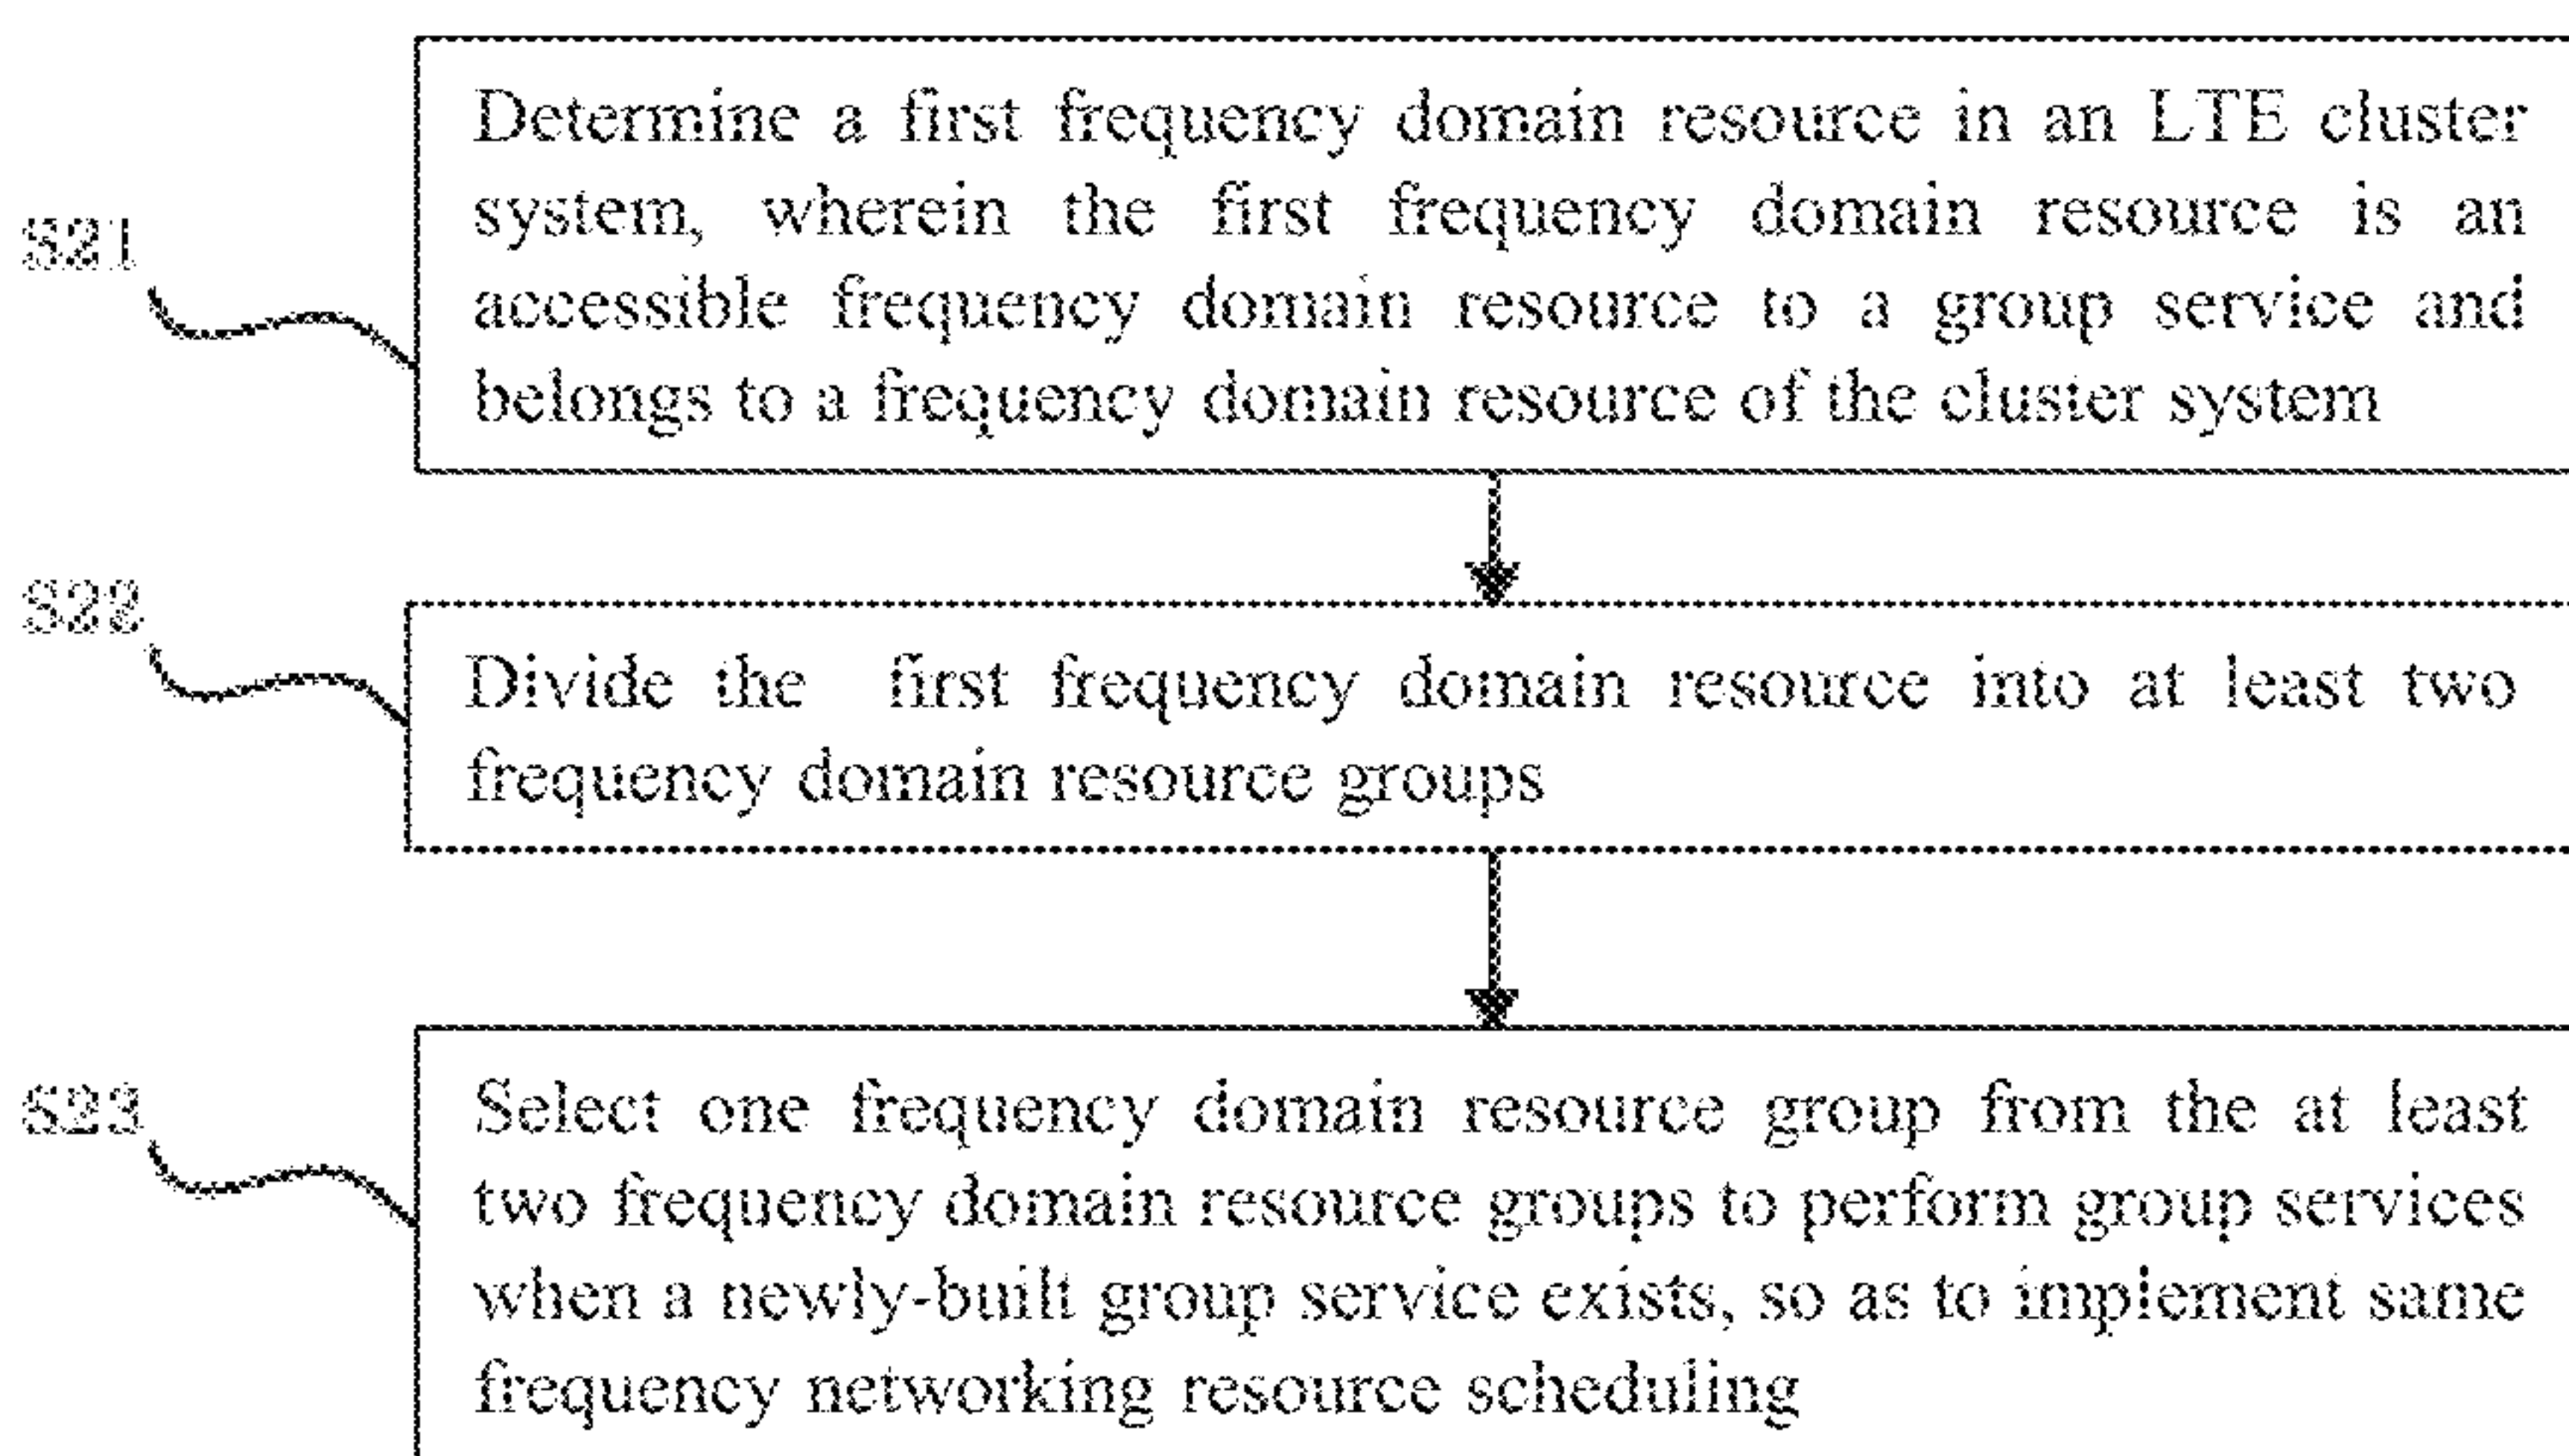 Determine a first frequency domain resource in an LTE cluster
system, wherein the first frequency domain resource is an
S21
accessible frequency domain resource to a group service and
belongs to a frequency domain resource of the cluster system
S22
Divide the first frequency domain resource into at least two
frequency domain resource groups
S23
Select one frequency domain resource group from the at least
two frequency domain resource groups to perform group services
when a newly-built group service exists, so as to implement same
frequency networking resource scheduling